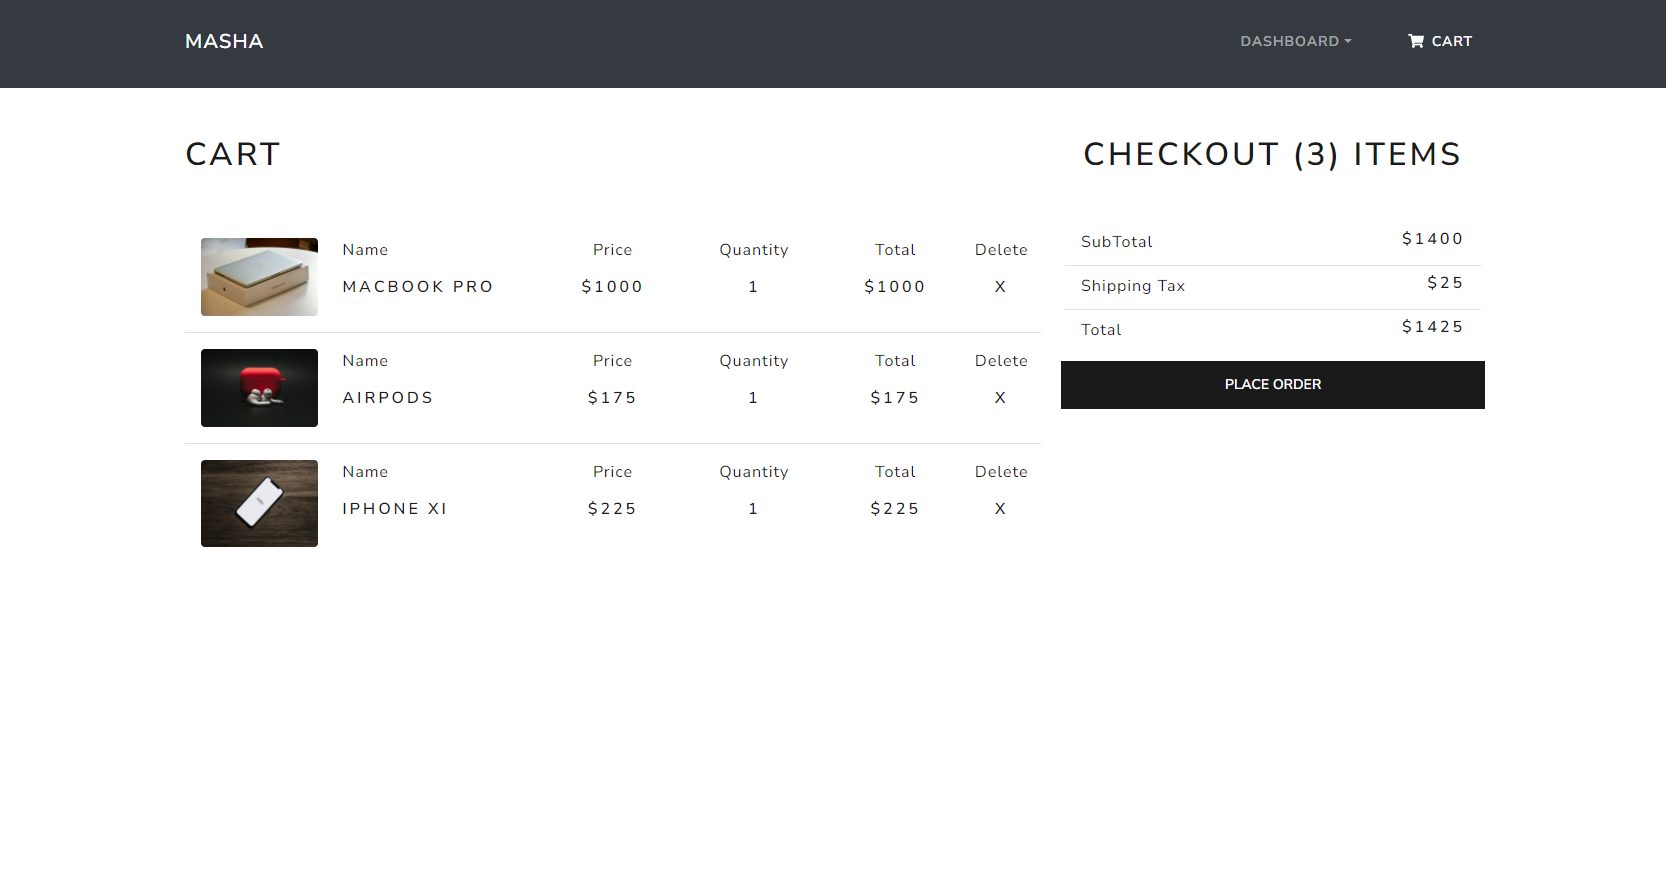 MASHA
DASHBOARD CART
CART
Name Price Quantity Total Delete
MACBOOK PRO $1000 1 $1000 X
Name Price Quantity Total Delete
AIRPODS $175 1 $175 X
Name Price Quantity Total Delete
IPHONE XI $225 1 $225 X
CHECKOUT (3) ITEMS
SubTotal $1400
Shipping Tax $25
Total $1425
PLACE ORDER